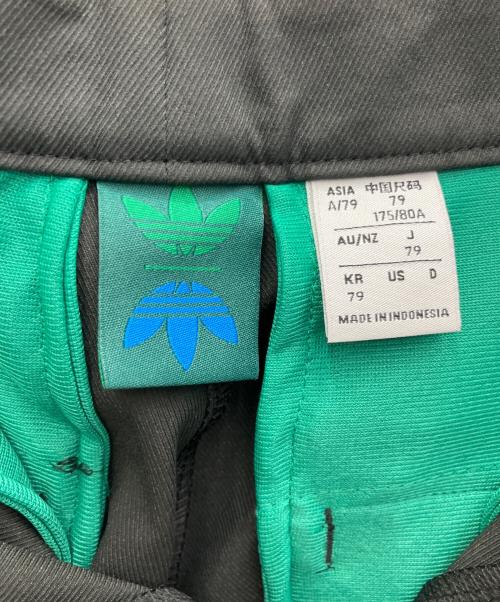 ASIA 中国尺码
A/79 79
175/80A
AU/NZ J
79
KR US D
79
MADE IN INDONESIA